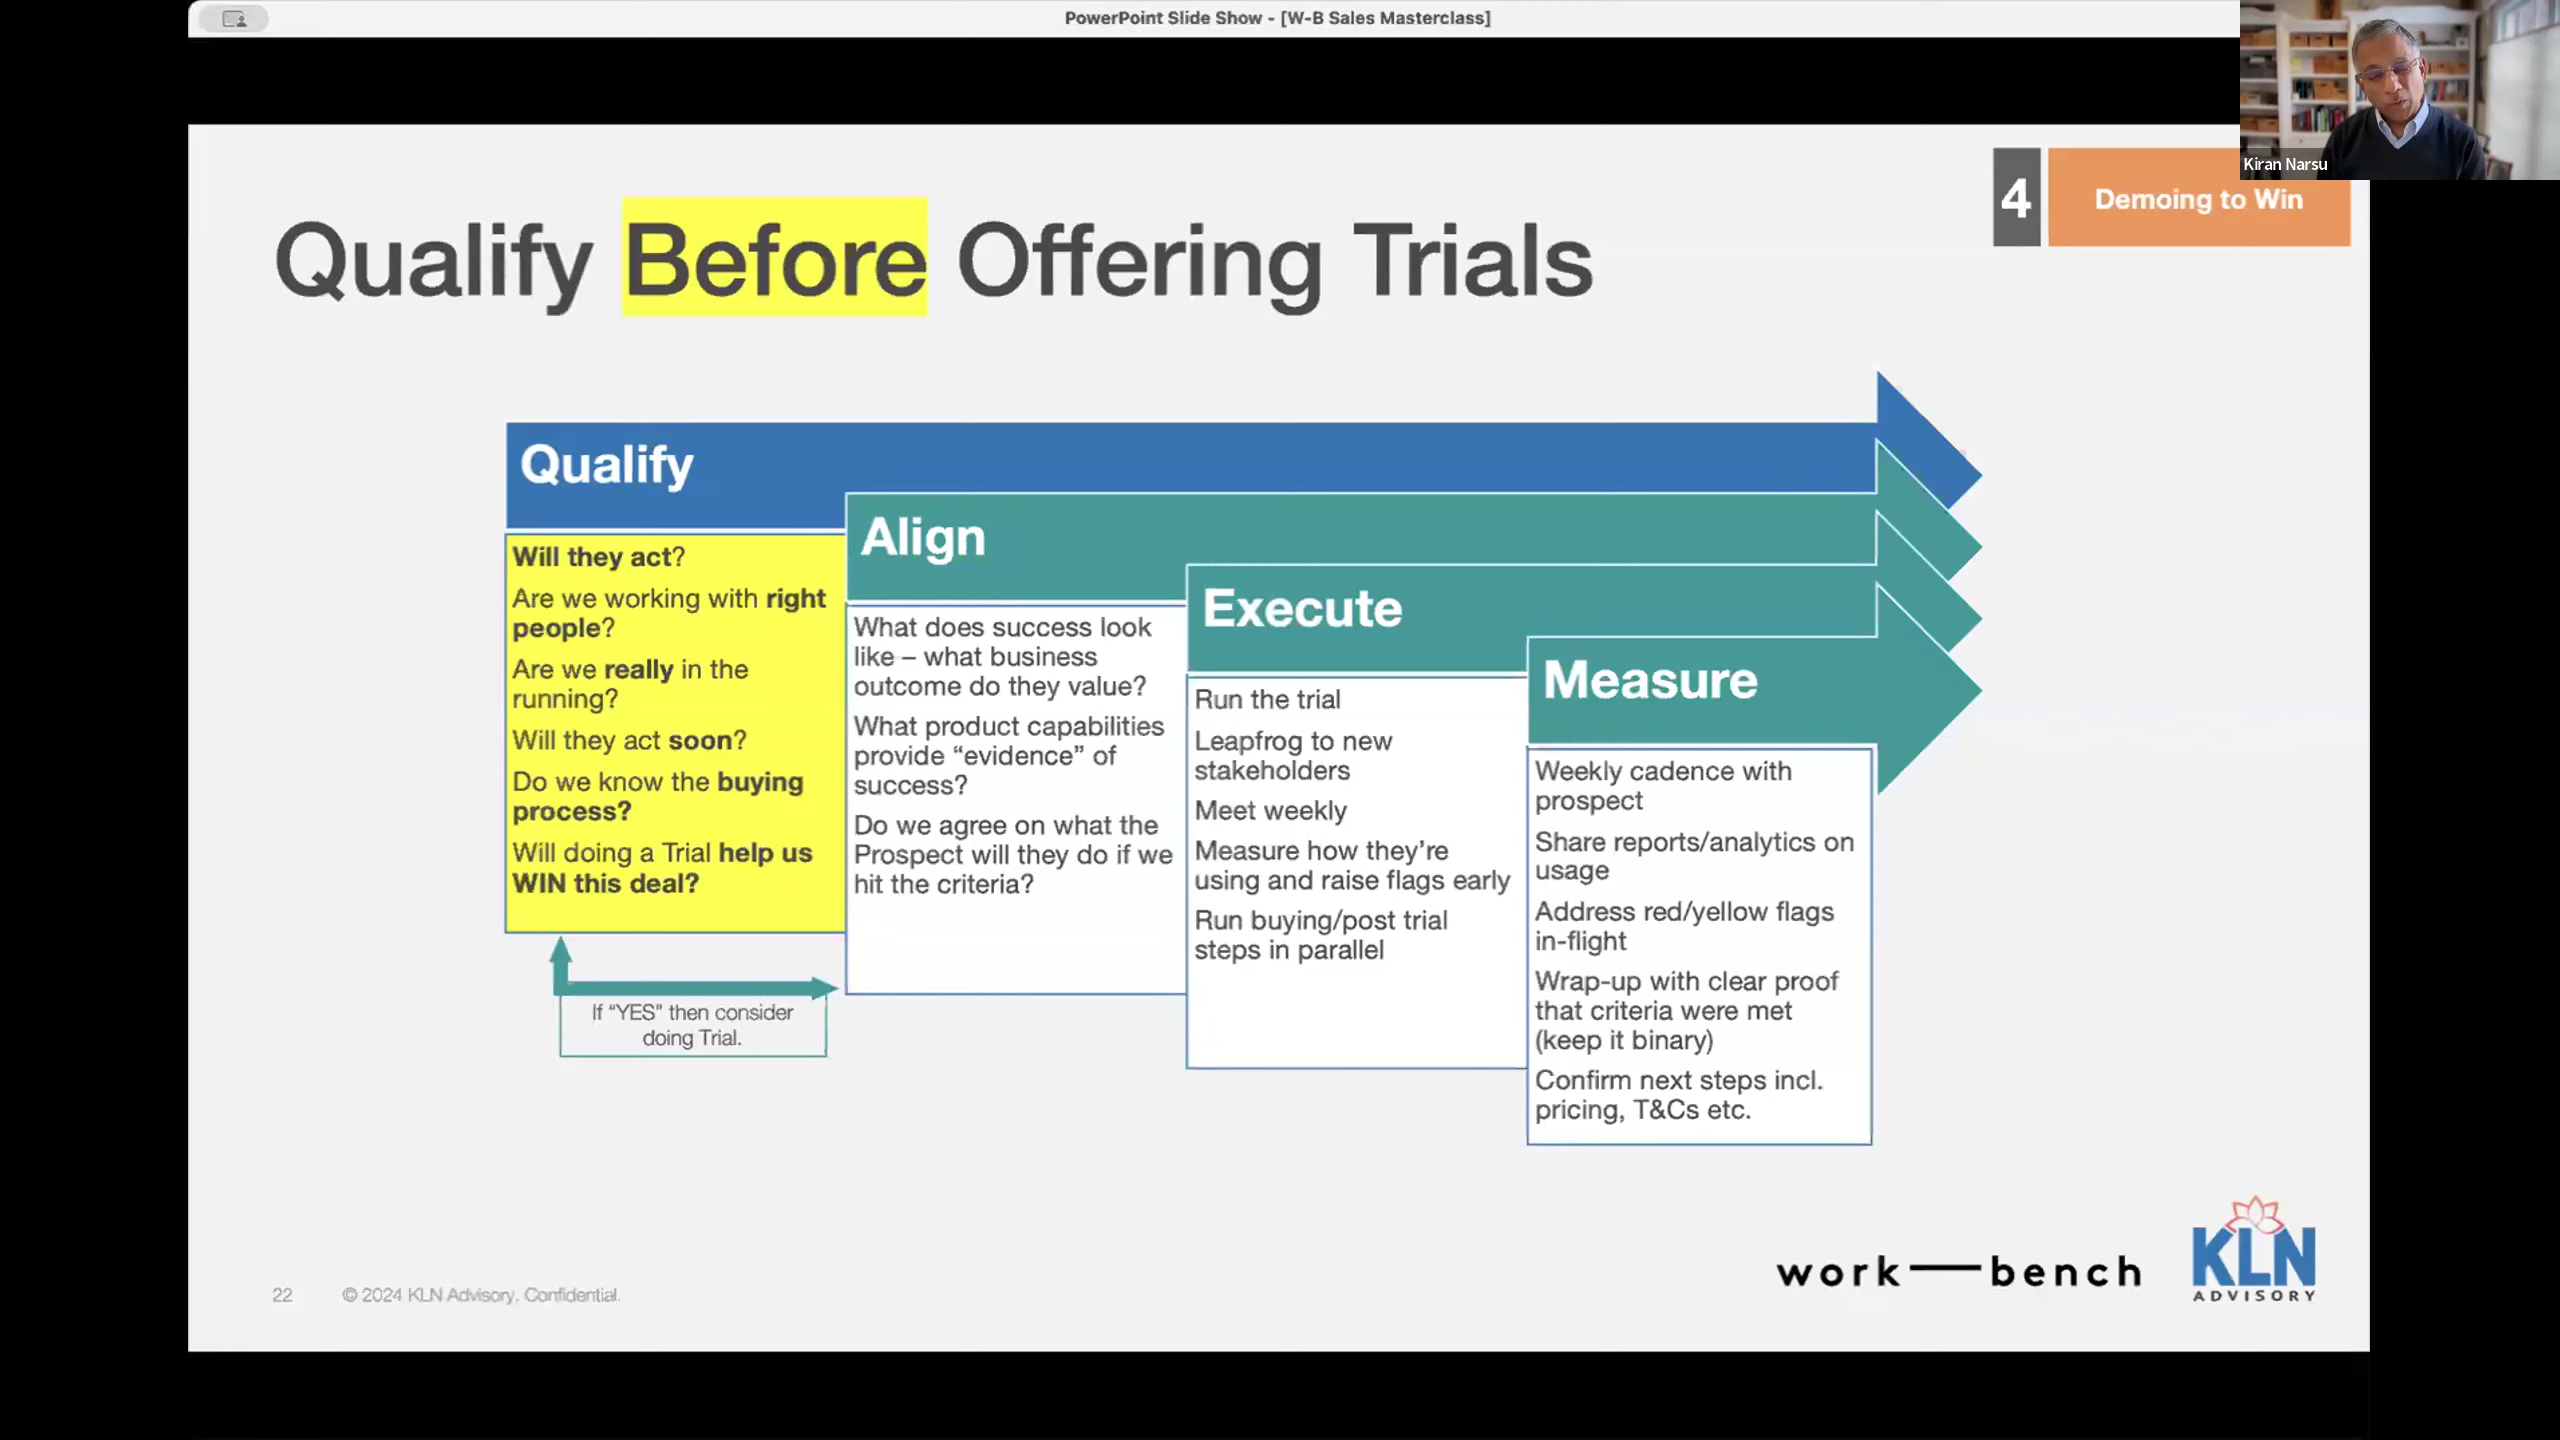 PowerPoint Slide Show - [W-B Sales Masterclass]
Kiran Narsu
4
Demoing to Win
Qualify Before Offering Trials
Qualify
Will they act?
Are we working with right
people?
Are we really in the
running?
Will they act soon?
Do we know the buying
process?
Will doing a Trial help us
WIN this deal?
If “YES” then consider
doing Trial.
Align
What does success look
like – what business
outcome do they value?
What product capabilities
provide “evidence” of
success?
Do we agree on what the
Prospect will they do if we
hit the criteria?
Execute
Run the trial
Leapfrog to new
stakeholders
Meet weekly
Measure how they’re
using and raise flags early
Run buying/post trial
steps in parallel
Measure
Weekly cadence with
prospect
Share reports/analytics on
usage
Address red/yellow flags
in-flight
Wrap-up with clear proof
that criteria were met
(keep it binary)
Confirm next steps incl.
pricing, T&Cs etc.
22
© 2024 KLN Advisory. Confidential.
work—bench
KLN
ADVISORY